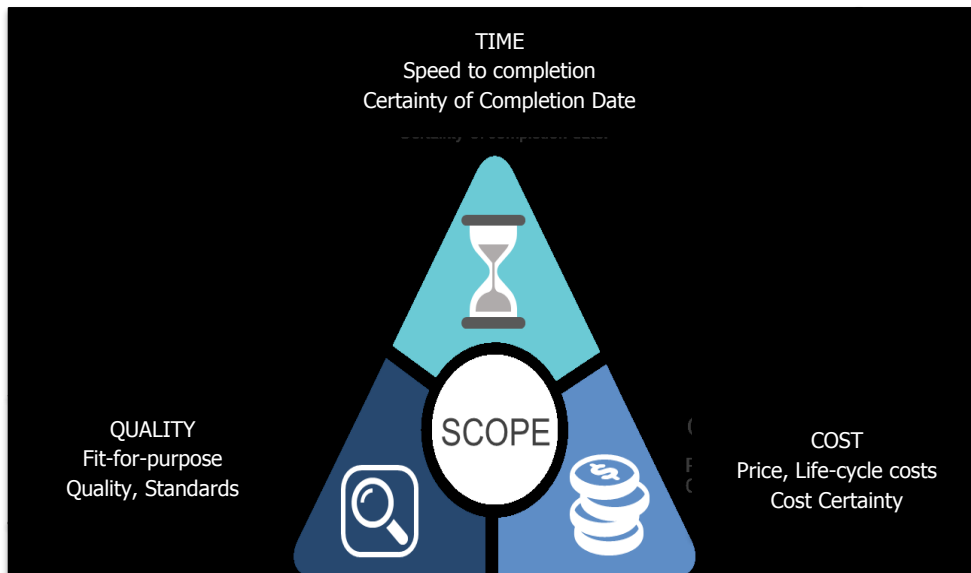 TIME
Speed to completion
Certainty of Completion Date
SCOPE
QUALITY
Fit-for-purpose
Quality, Standards
COST
Price, Life-cycle costs
Cost Certainty